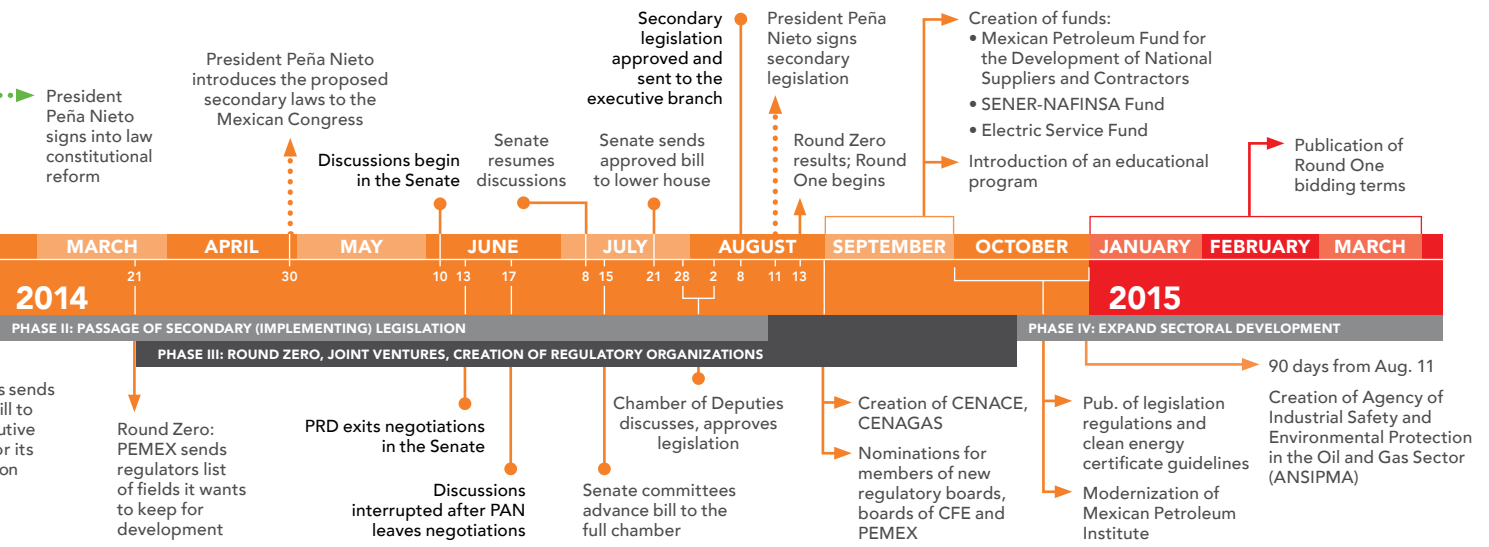 President
Peña Nieto
signs into law
constitutional
reform
President Peña Nieto
introduces the proposed
secondary laws to the
Mexican Congress
Discussions begin
in the Senate
Senate
resumes
discussions
Senate sends
approved bill
to lower house
Secondary
legislation
approved and
sent to the
executive branch
President Peña
Nieto signs
secondary
legislation
Round Zero
results; Round
One begins
Creation of funds:
• Mexican Petroleum Fund for
the Development of National
Suppliers and Contractors
• SENER-NAFINSA Fund
• Electric Service Fund
Introduction of an educational
program
Publication of
Round One
bidding terms
MARCH APRIL MAY JUNE JULY AUGUST SEPTEMBER OCTOBER JANUARY FEBRUARY MARCH
21 30 10 13 17 8 15 21 28 2 8 11 13
2014 2015
PHASE II: PASSAGE OF SECONDARY (IMPLEMENTING) LEGISLATION
PHASE IV: EXPAND SECTORAL DEVELOPMENT
PHASE III: ROUND ZERO, JOINT VENTURES, CREATION OF REGULATORY ORGANIZATIONS
s sends
ill to
utive
or its
on
Round Zero:
PEMEX sends
regulators list
of fields it wants
to keep for
development
PRD exits negotiations
in the Senate
Discussions
interrupted after PAN
leaves negotiations
Senate committees
advance bill to the
full chamber
Chamber of Deputies
discusses, approves
legislation
Creation of CENACE,
CENAGAS
Nominations for
members of new
regulatory boards,
boards of CFE and
PEMEX
Pub. of legislation
regulations and
clean energy
certificate guidelines
Modernization of
Mexican Petroleum
Institute
90 days from Aug. 11
Creation of Agency of
Industrial Safety and
Environmental Protection
in the Oil and Gas Sector
(ANSIPMA)